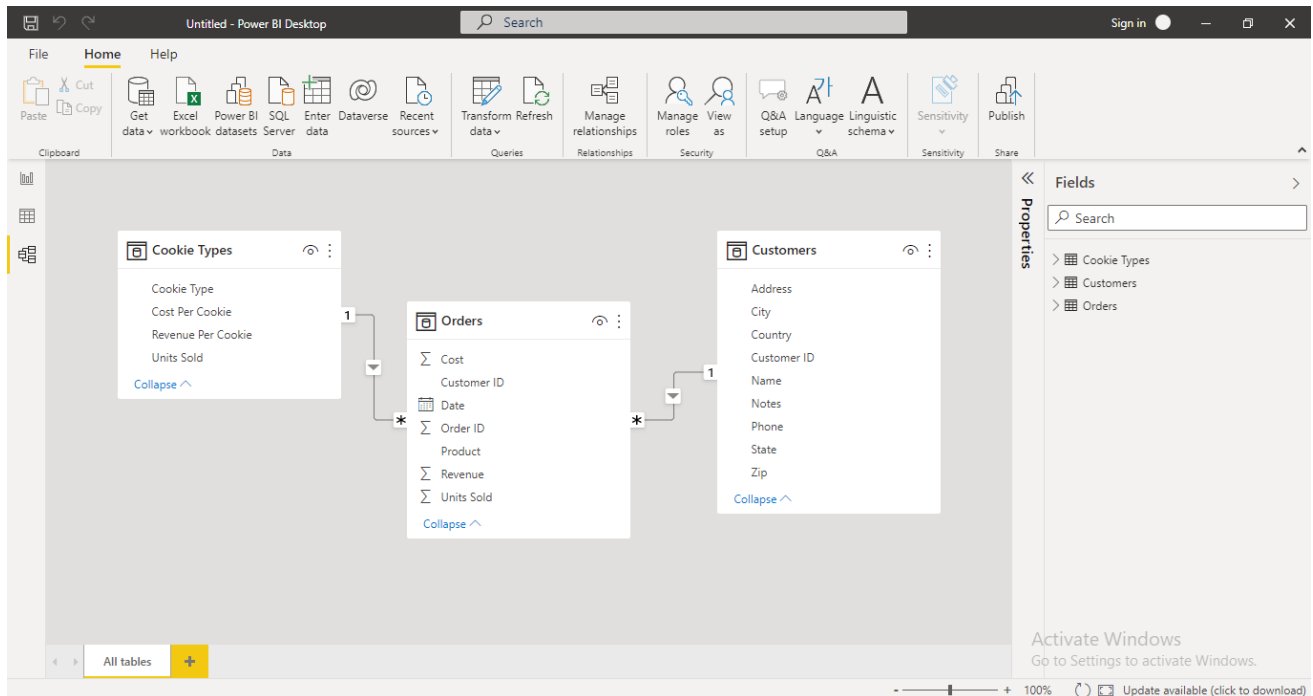 Untitled - Power BI Desktop
Search
Sign in
File Home Help
Paste
Cut
Copy
Get data
Excel workbook
Power BI datasets
SQL Server
Enter data
Dataverse
Recent sources
Transform data
Refresh
Manage relationships
Manage roles
View as
Q&A setup
Language
Linguistic schema
Sensitivity
Publish
Clipboard
Data
Queries
Relationships
Security
Q&A
Sensitivity
Share
Cookie Types
Cookie Type
Cost Per Cookie
Revenue Per Cookie
Units Sold
Collapse
1
*
Orders
Cost
Customer ID
Date
Order ID
Product
Revenue
Units Sold
Collapse
*
1
Customers
Address
City
Country
Customer ID
Name
Notes
Phone
State
Zip
Collapse
Properties
Fields
Search
Cookie Types
Customers
Orders
Activate Windows
Go to Settings to activate Windows.
All tables
- + 100%
Update available (click to download)